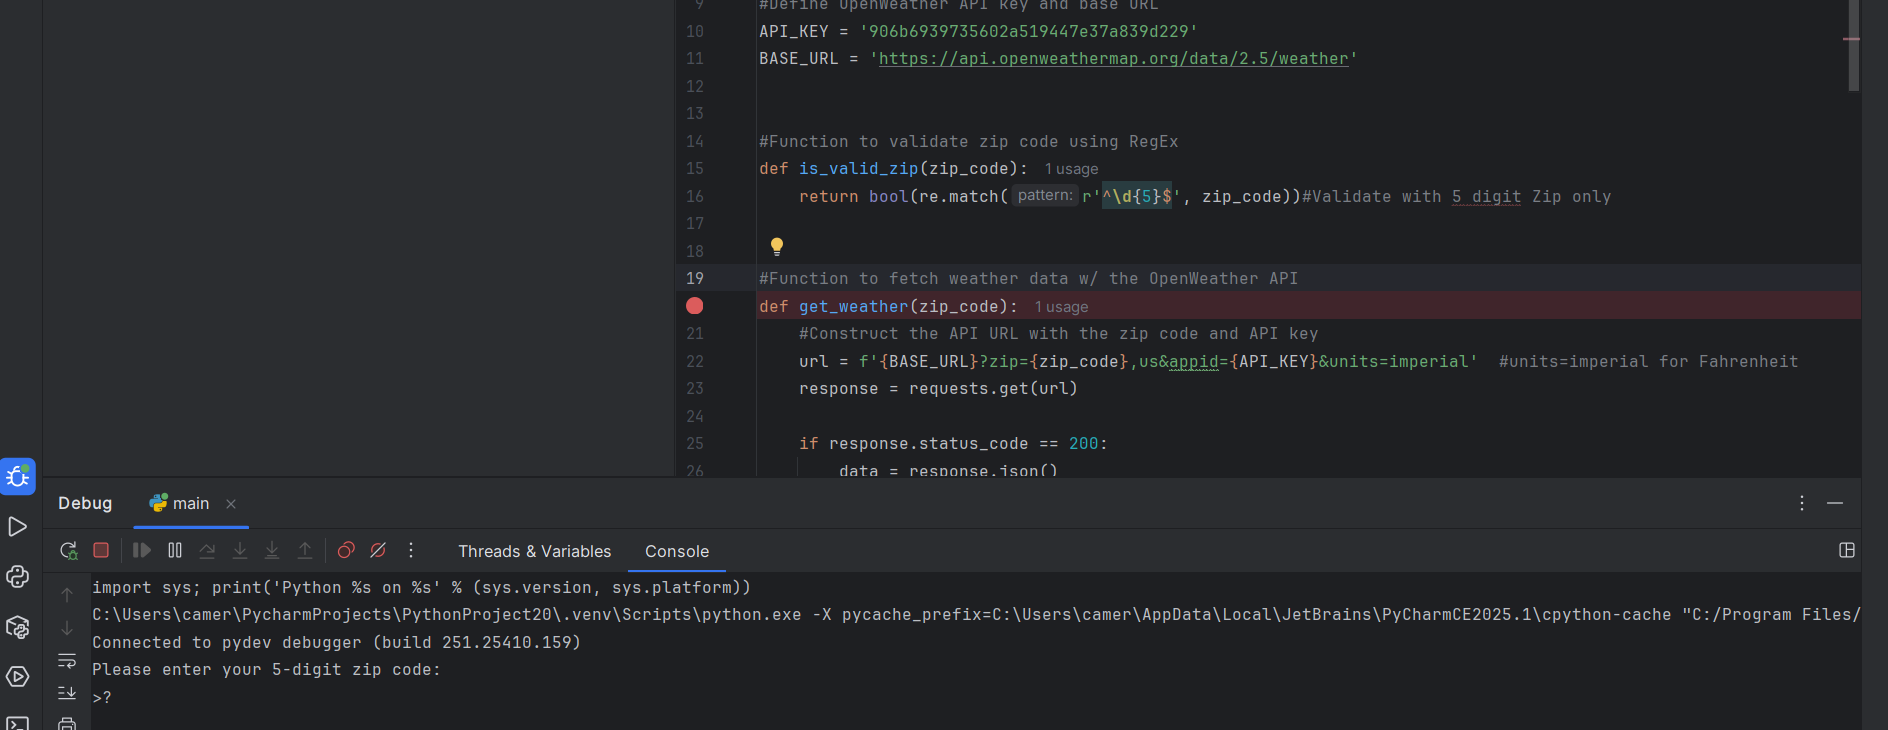 9 #Define OpenWeather API key and base URL
10 API_KEY = '906b6939735602a519447e37a839d229'
11 BASE_URL = 'https://api.openweathermap.org/data/2.5/weather'
12
13
14 #Function to validate zip code using RegEx
15 def is_valid_zip(zip_code): 1 usage
16 return bool(re.match( pattern: r'^\d{5}$', zip_code))#Validate with 5 digit Zip only
17
18
19 #Function to fetch weather data w/ the OpenWeather API
def get_weather(zip_code): 1 usage
21 #Construct the API URL with the zip code and API key
22 url = f'{BASE_URL}?zip={zip_code},us&appid={API_KEY}&units=imperial' #units=imperial for Fahrenheit
23 response = requests.get(url)
24
25 if response.status_code == 200:
26 data = response.json()
Debug main
Threads & Variables Console
import sys; print('Python %s on %s' % (sys.version, sys.platform))
C:\Users\camer\PycharmProjects\PythonProject20\.venv\Scripts\python.exe -X pycache_prefix=C:\Users\camer\AppData\Local\JetBrains\PyCharmCE2025.1\cpython-cache "C:/Program Files/
Connected to pydev debugger (build 251.25410.159)
Please enter your 5-digit zip code:
>?